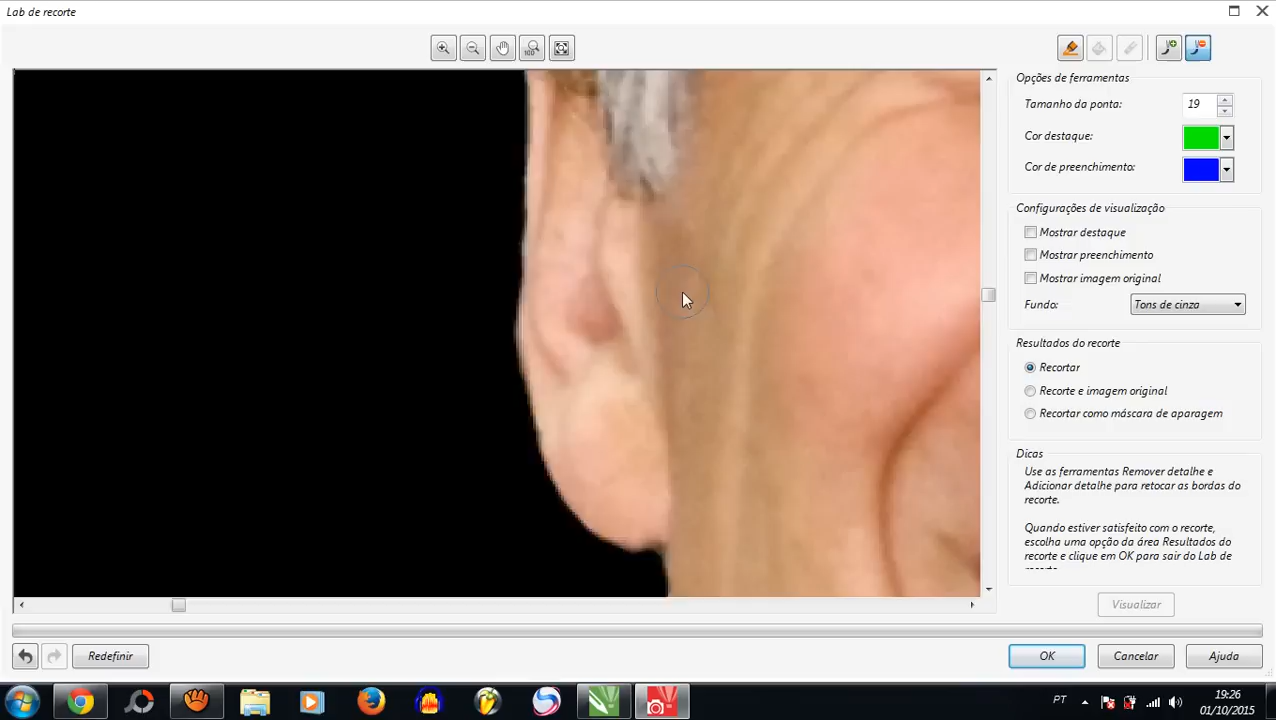 Lab de recorte
100
Opções de ferramentas
Tamanho da ponta: 19
Cor destaque:
Cor de preenchimento:
Configurações de visualização
Mostrar destaque
Mostrar preenchimento
Mostrar imagem original
Fundo: Tons de cinza
Resultados do recorte
Recortar
Recorte e imagem original
Recortar como máscara de aparagem
Dicas
Use as ferramentas Remover detalhe e
Adicionar detalhe para retocar as bordas do
recorte.
Quando estiver satisfeito com o recorte,
escolha uma opção da área Resultados do
recorte e clique em OK para sair do Lab de
recorte.
Visualizar
Redefinir
OK
Cancelar
Ajuda
PT
19:26
01/10/2015